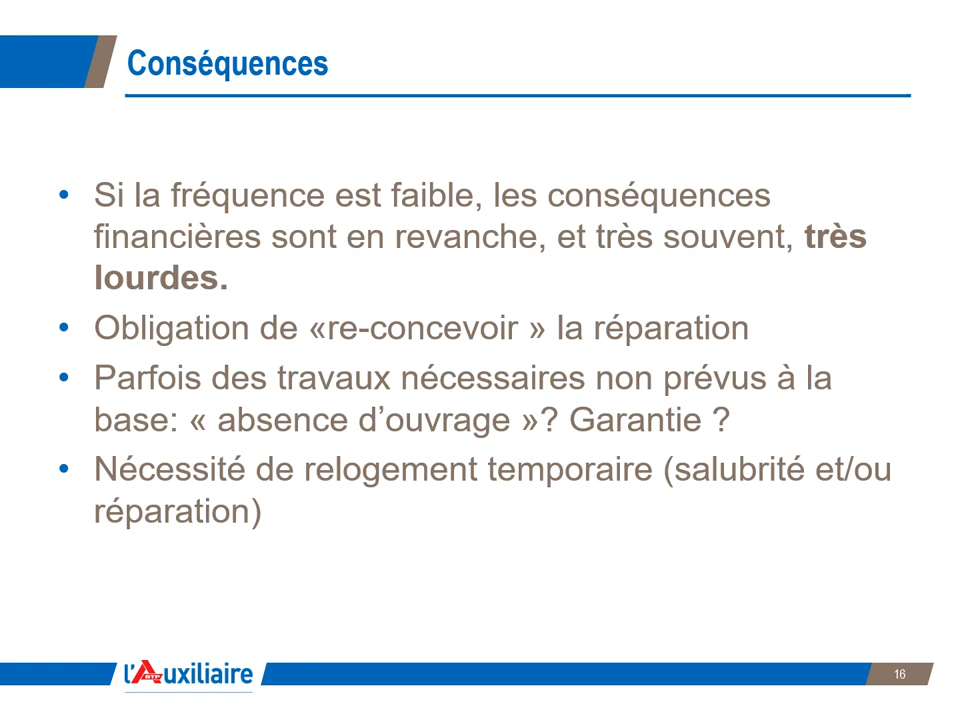 Conséquences
• Si la fréquence est faible, les conséquences
financières sont en revanche, et très souvent, très
lourdes.
• Obligation de «re-concevoir » la réparation
• Parfois des travaux nécessaires non prévus à la
base: « absence d’ouvrage »? Garantie ?
• Nécessité de relogement temporaire (salubrité et/ou
réparation)
l'Auxiliaire
BTP
16